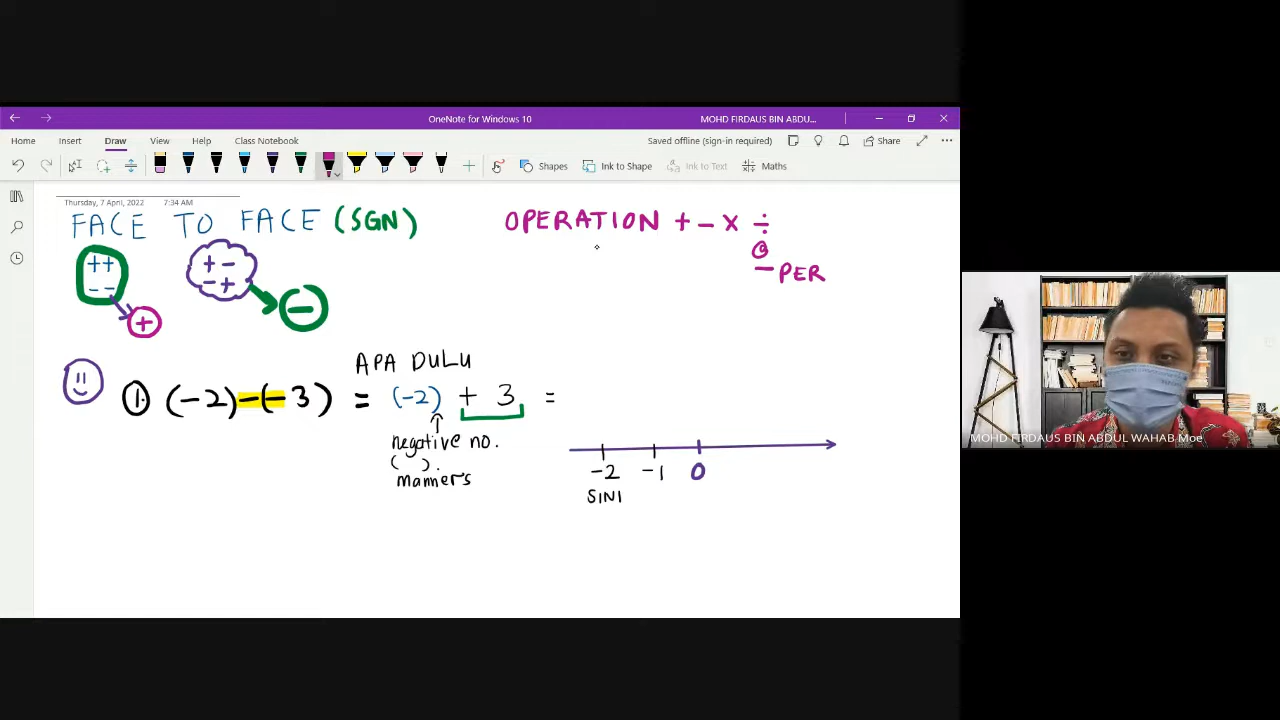 OneNote for Windows 10
MOHD FIRDAUS BIN ABDU...
Home Insert Draw View Help Class Notebook
Saved offline (sign-in required)
Share
Shapes
Ink to Shape
Ink to Text
Maths
Thursday, 7 April, 2022 7:34 AM
FACE TO FACE (SGN)
OPERATION + - × ÷
@
- PER
+ +
- -
+
+ -
- +
-
APA DULU
1. (-2)-(-3) = (-2) + 3 =
negative no.
( ).
manners
-2 -1 0
SINI
MOHD FIRDAUS BIN ABDUL WAHAB Moe